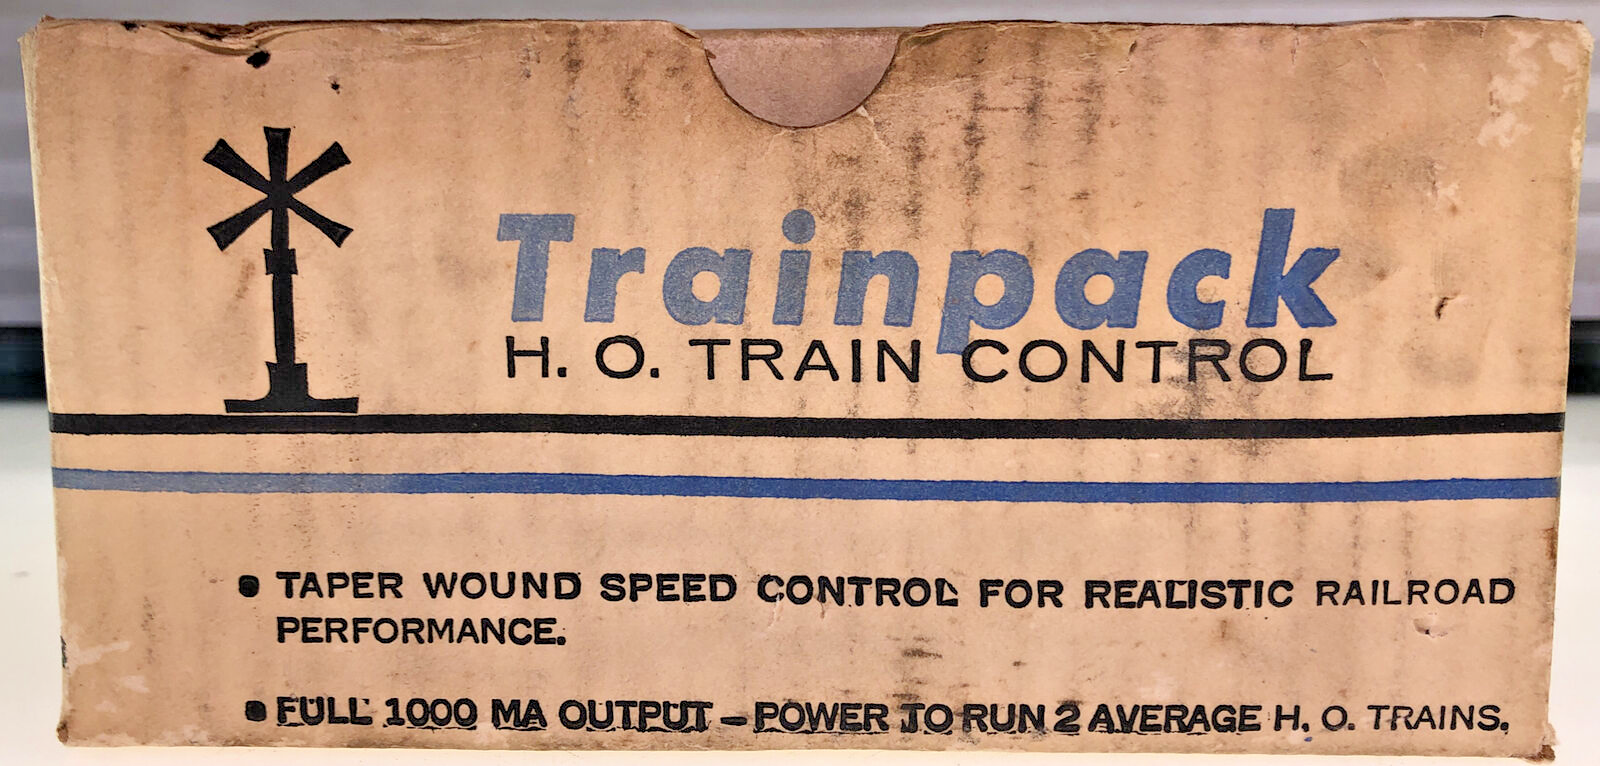 Trainpack
H. O. TRAIN CONTROL
• TAPER WOUND SPEED CONTROL FOR REALISTIC RAILROAD
PERFORMANCE.
• FULL 1000 MA OUTPUT – POWER TO RUN 2 AVERAGE H. O. TRAINS.